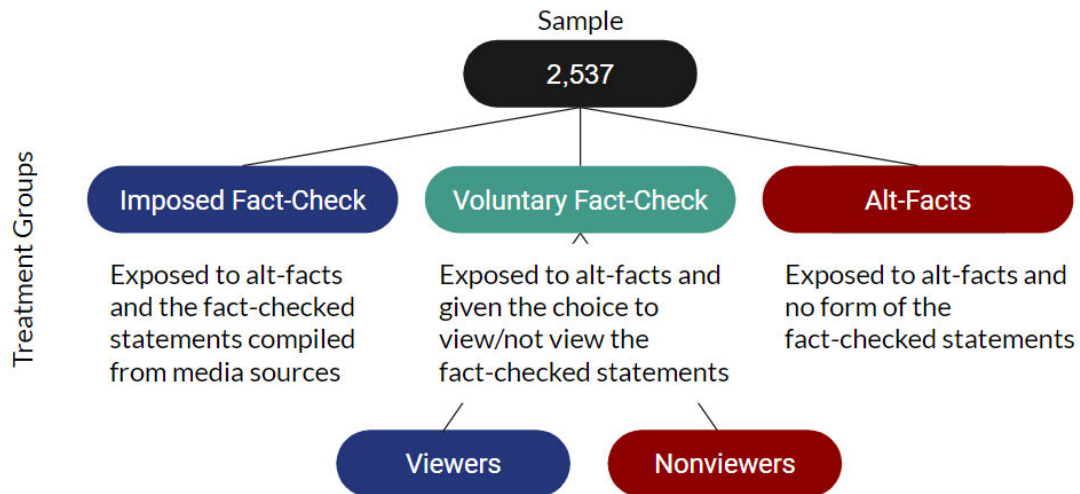 Sample
2,537
Treatment Groups
Imposed Fact-Check
Voluntary Fact-Check
Alt-Facts
Exposed to alt-facts
and the fact-checked
statements compiled
from media sources
Exposed to alt-facts and
given the choice to
view/not view the
fact-checked statements
Exposed to alt-facts and
no form of the
fact-checked statements
Viewers
Nonviewers